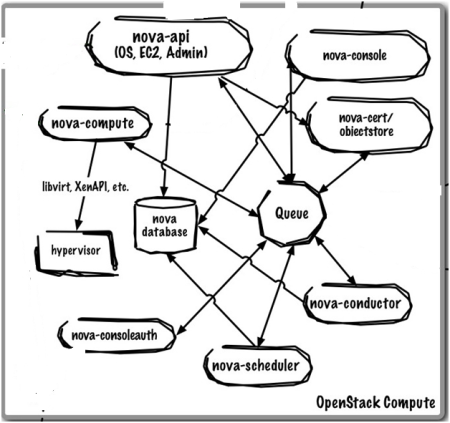 nova-api
(OS, EC2, Admin)
nova-console
nova-cert/
objectstore
nova-compute
libvirt, XenAPI, etc.
nova
database
Queue
hypervisor
nova-conductor
nova-consoleauth
nova-scheduler
OpenStack Compute